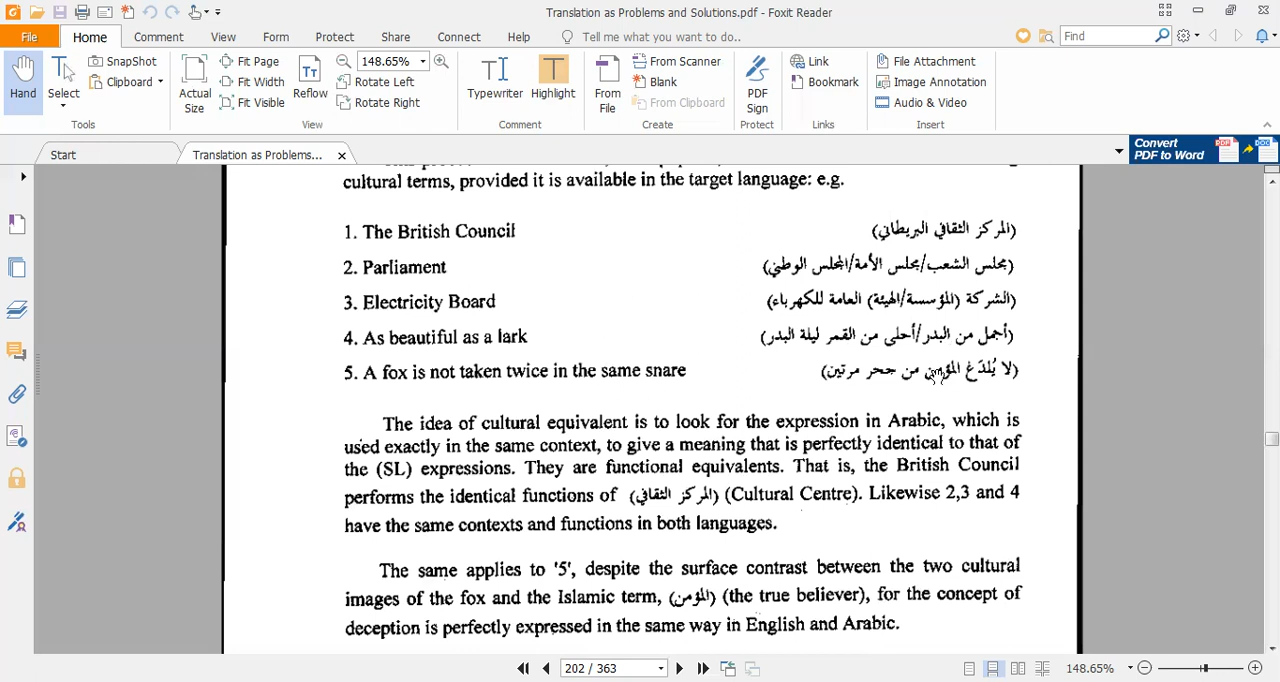 Translation as Problems and Solutions.pdf - Foxit Reader
File Home Comment View Form Protect Share Connect Help Tell me what you want to do.. Find
Hand Select SnapShot Clipboard Actual Size Fit Page Fit Width Fit Visible Reflow 148.65% Rotate Left Rotate Right Typewriter Highlight From File From Scanner Blank From Clipboard PDF Sign Link Bookmark File Attachment Image Annotation Audio & Video
Tools View Comment Create Protect Links Insert
Start Translation as Problems... Convert PDF to Word
cultural terms, provided it is available in the target language: e.g.
1. The British Council (المركز الثقافي البريطاني)
2. Parliament (مجلس الشعب/مجلس الأمة/المجلس الوطني)
3. Electricity Board (الشركة (المؤسسة/الهيئة) العامة للكهرباء)
4. As beautiful as a lark (أجمل من البدر/أحلى من القمر ليلة البدر)
5. A fox is not taken twice in the same snare (لا يُلدَغ المؤمن من جحر مرتين)
The idea of cultural equivalent is to look for the expression in Arabic, which is
used exactly in the same context, to give a meaning that is perfectly identical to that of
the (SL) expressions. They are functional equivalents. That is, the British Council
performs the identical functions of (المركز الثقافي) (Cultural Centre). Likewise 2,3 and 4
have the same contexts and functions in both languages.
The same applies to '5', despite the surface contrast between the two cultural
images of the fox and the Islamic term, (المؤمن) (the true believer), for the concept of
deception is perfectly expressed in the same way in English and Arabic.
202 / 363 148.65%